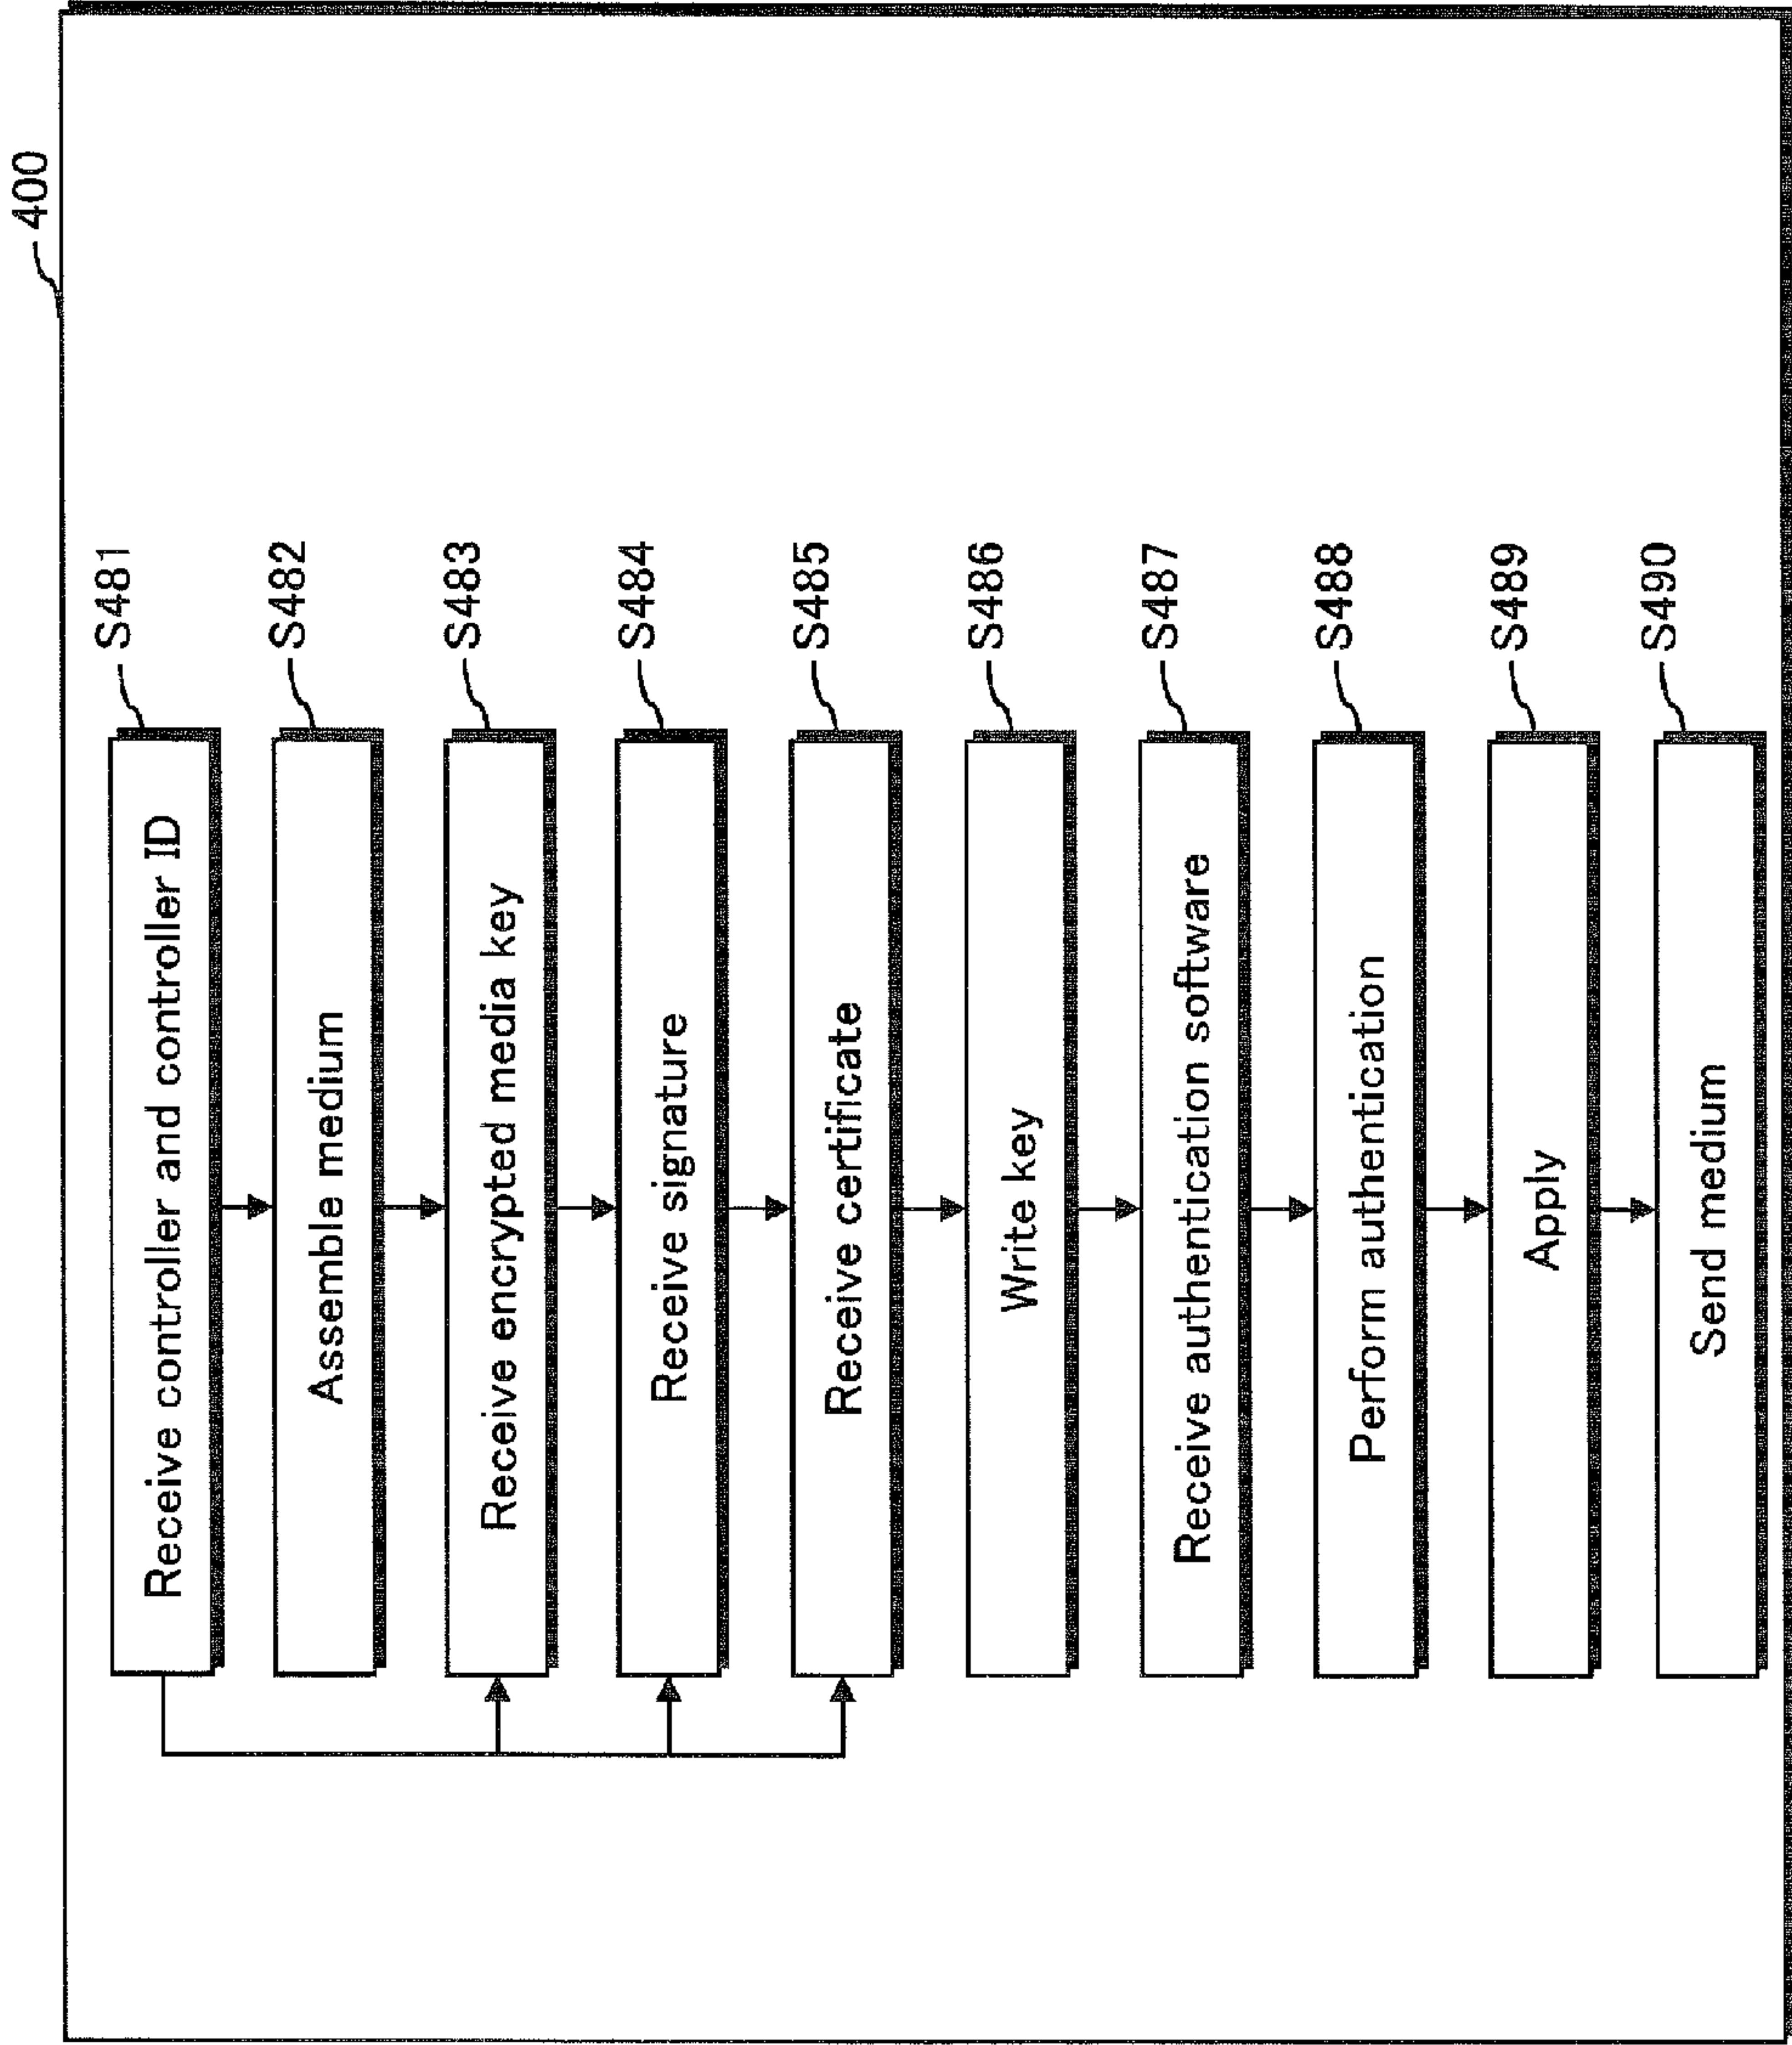 400
S481
Receive controller and controller ID
S482
Assemble medium
S483
Receive encrypted media key
S484
Receive signature
S485
Receive certificate
S486
Write key
S487
Receive authentication software
S488
Perform authentication
S489
Apply
S490
Send medium